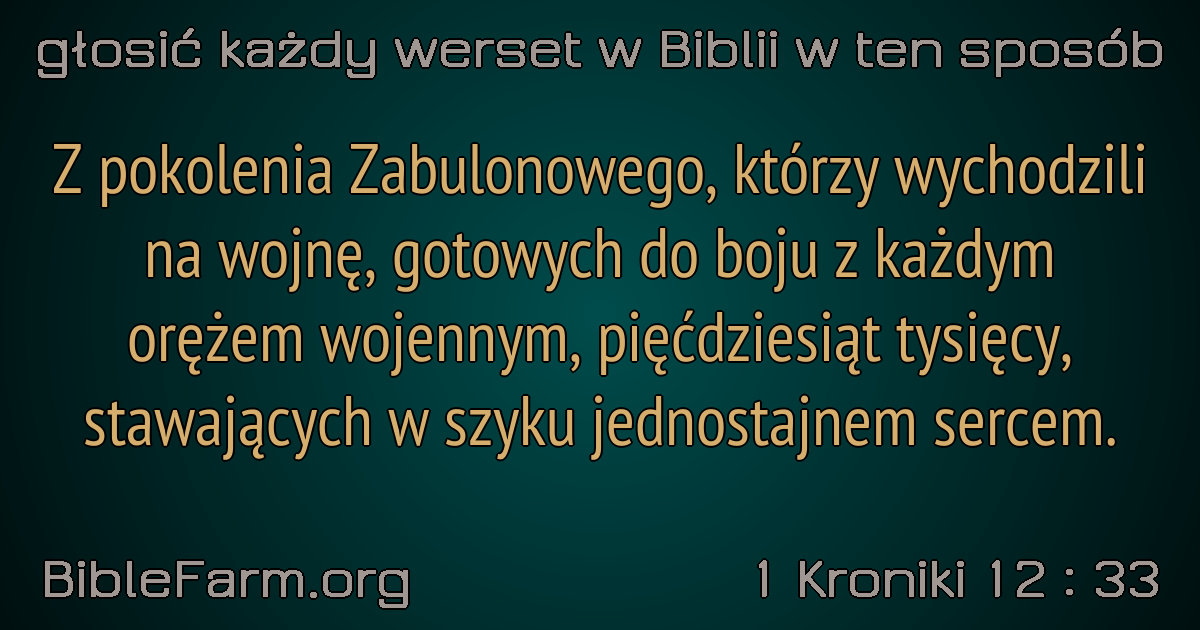 głosić każdy werset w Biblii w ten sposób
Z pokolenia Zabulonowego, którzy wychodzili
na wojnę, gotowych do boju z każdym
orężem wojennym, pięćdziesiąt tysięcy,
stawających w szyku jednostajnem sercem.
BibleFarm.org
1 Kroniki 12 : 33